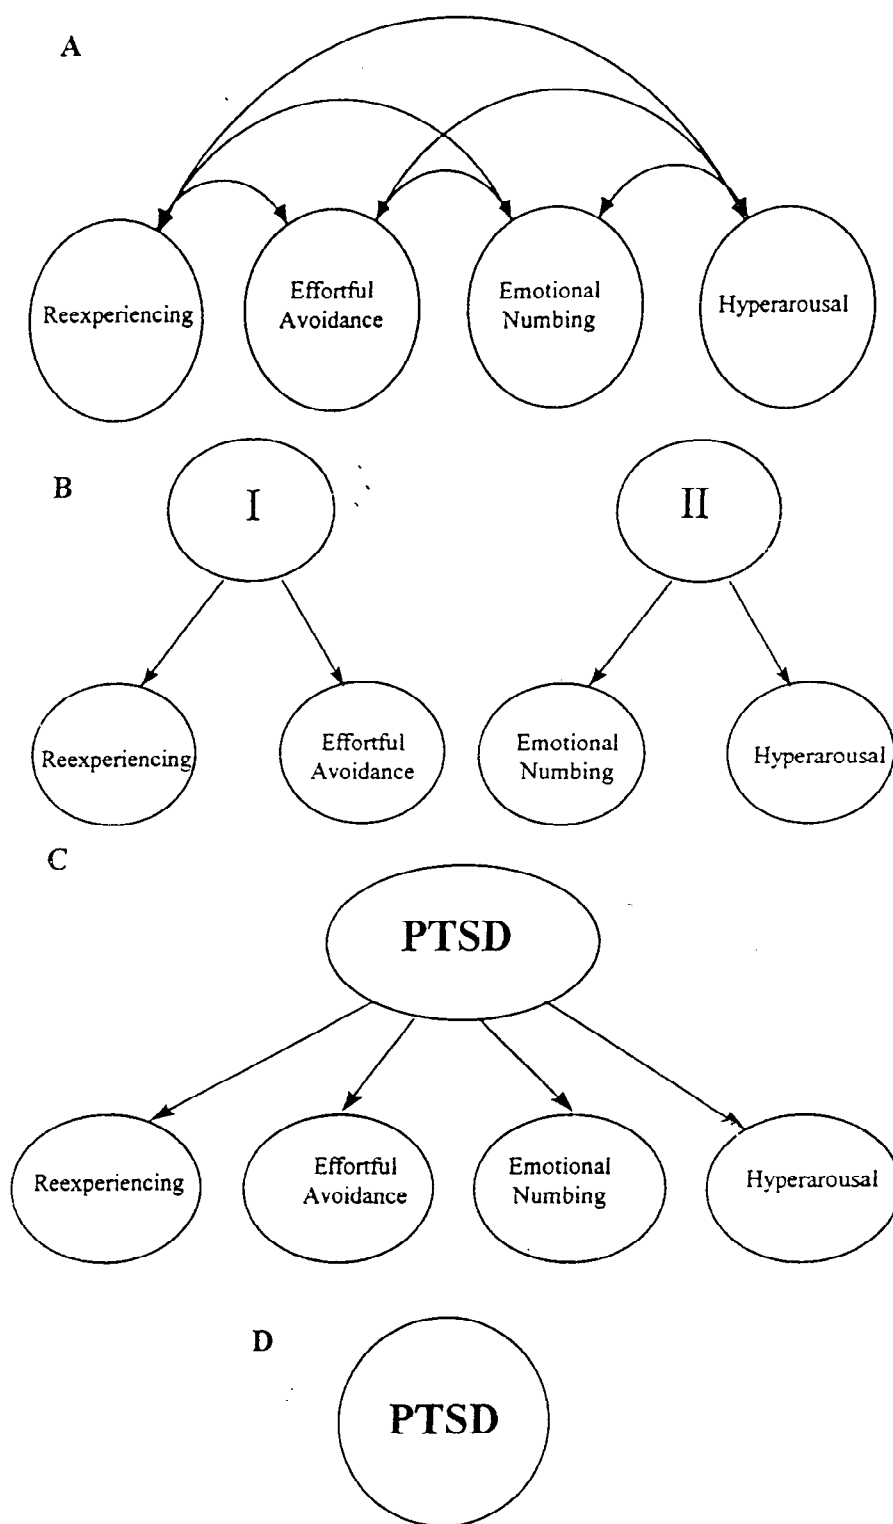 A
Reexperiencing
Effortful
Avoidance
Emotional
Numbing
Hyperarousal
B
I
II
Reexperiencing
Effortful
Avoidance
Emotional
Numbing
Hyperarousal
C
PTSD
Reexperiencing
Effortful
Avoidance
Emotional
Numbing
Hyperarousal
D
PTSD